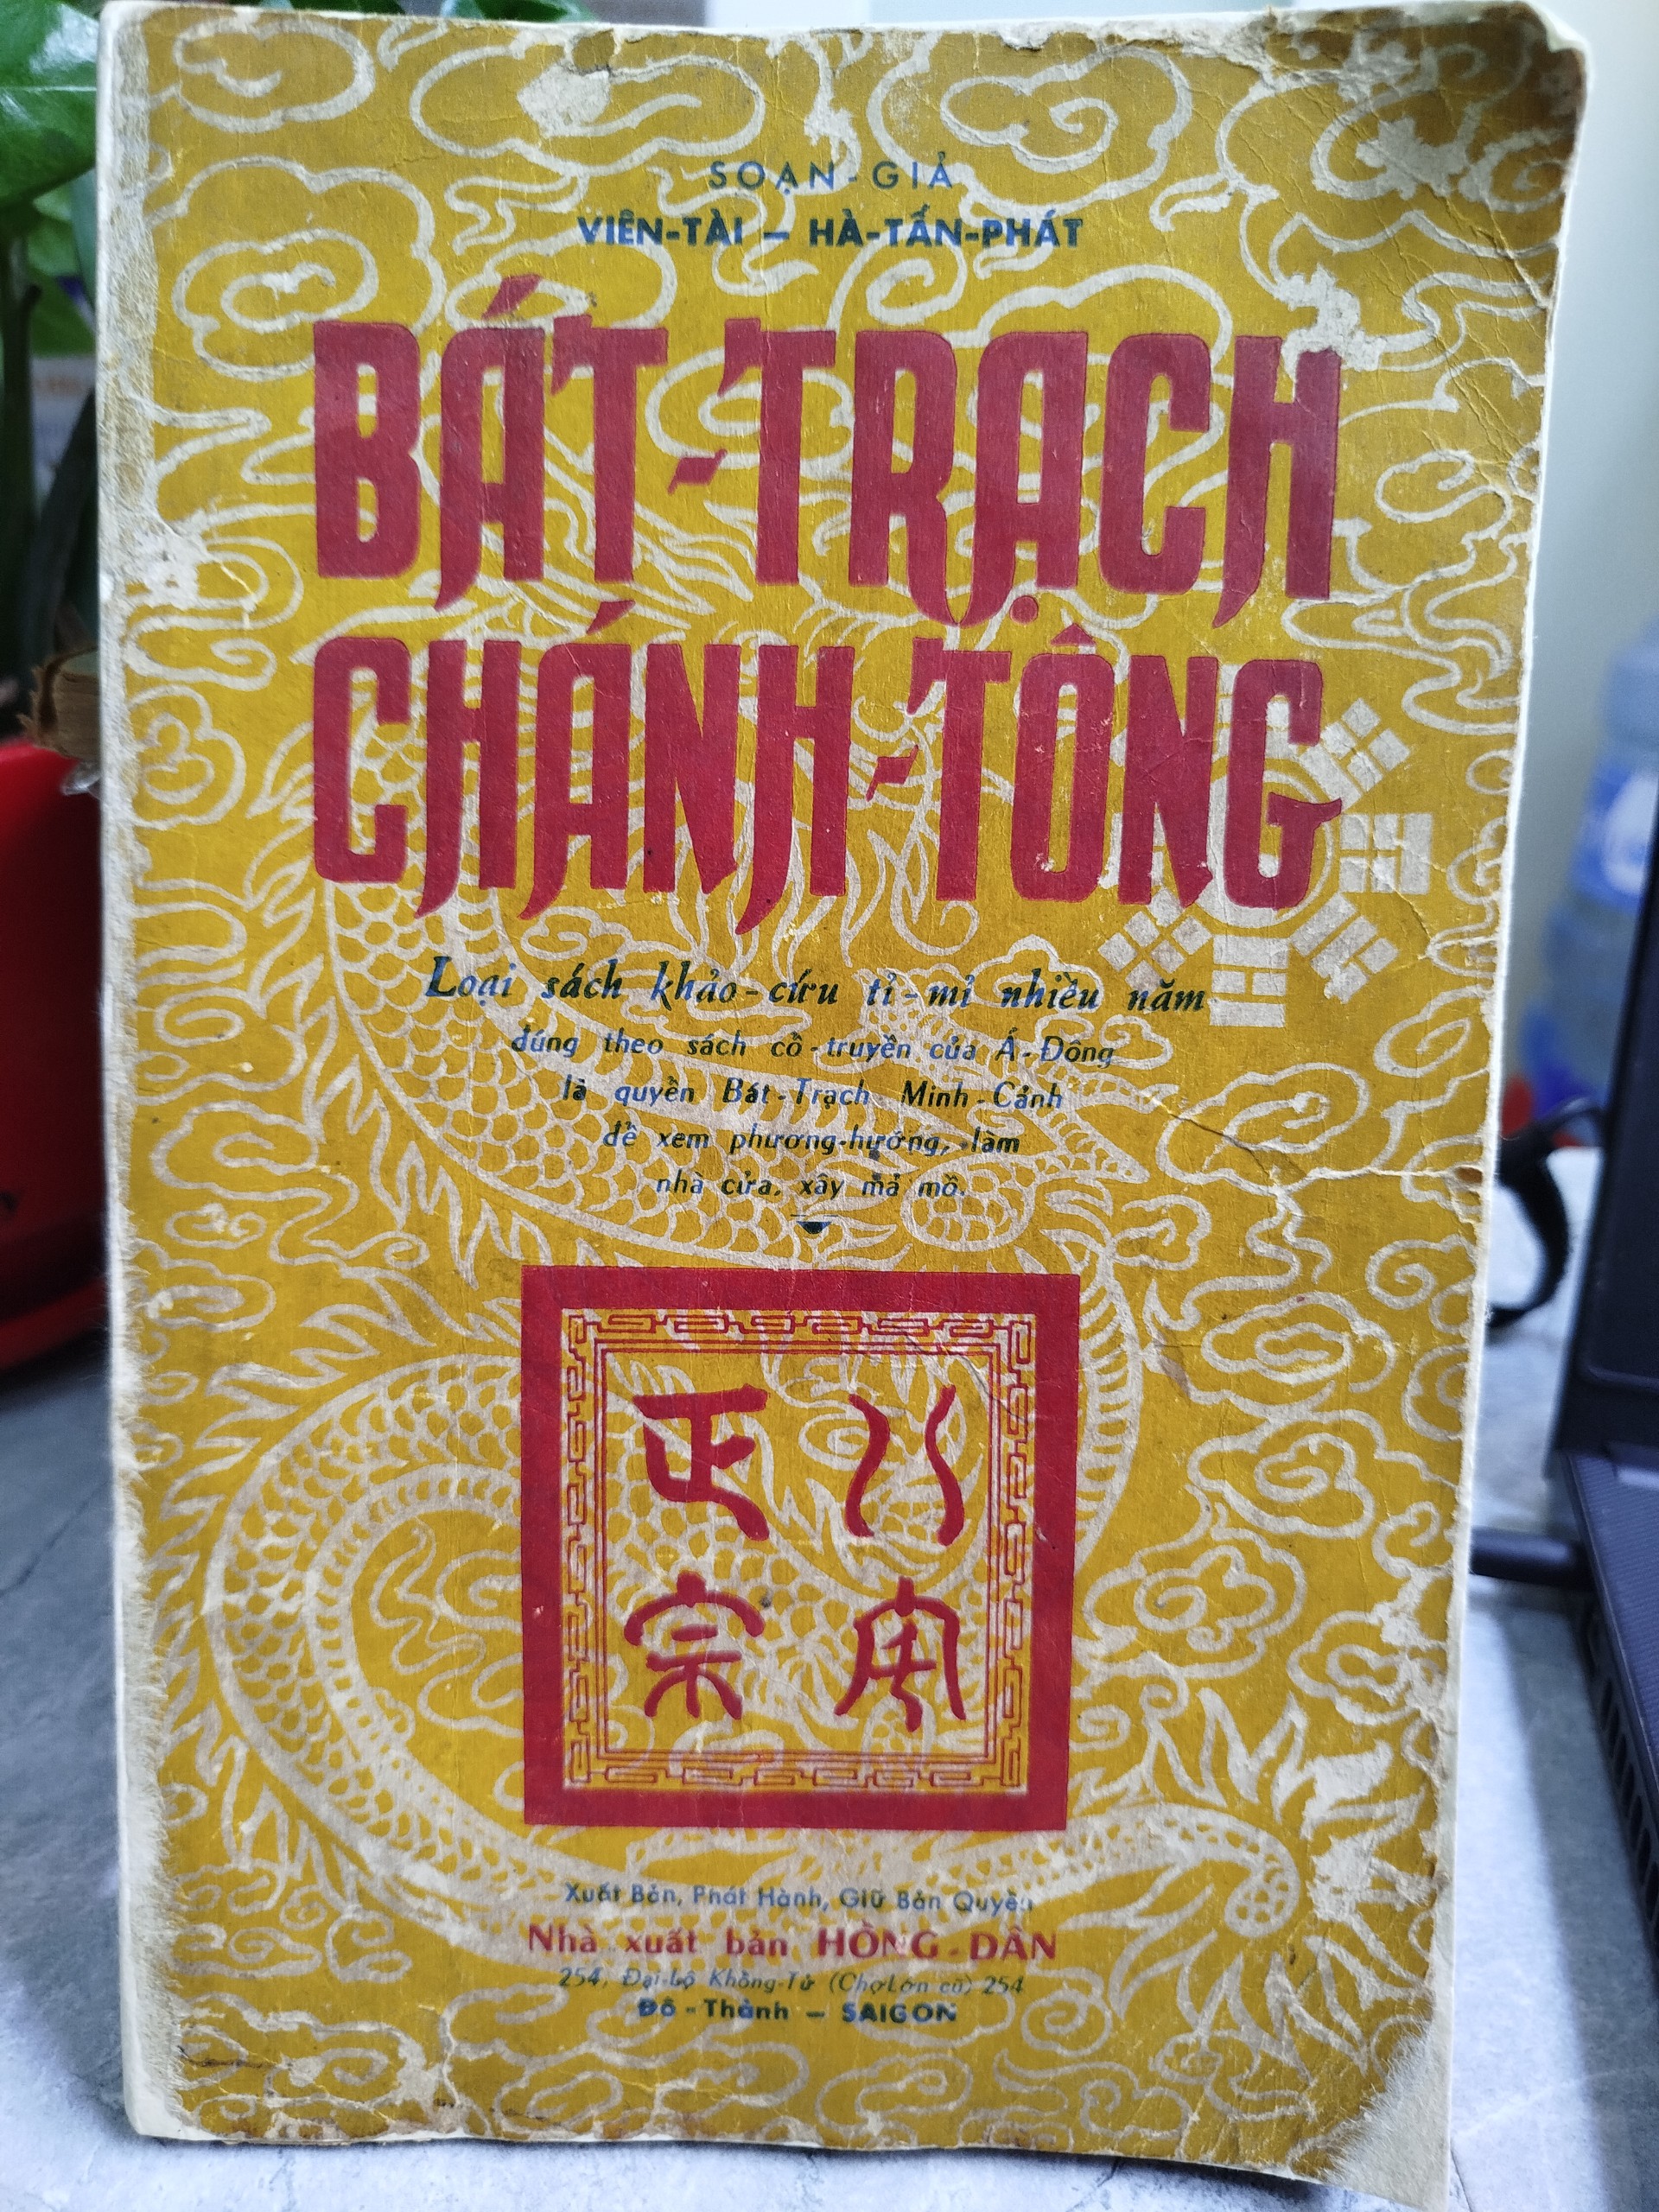 SOẠN-GIẢ
VIÊN-TÀI — HÀ-TẤN-PHÁT
BÁT-TRẠCH
CHÁNH-TÔNG
Loại sách khảo-cứu tỉ-mỉ nhiều năm
đúng theo sách cổ-truyền của Á-Đông
là quyển Bát-Trạch Minh-Cảnh
để xem phương-hướng, làm
nhà cửa, xây mả mồ.
八宅
正宗
Xuất Bản, Phát Hành, Giữ Bản Quyền
Nhà xuất bản HỒNG-DÂN
254, Đại-Lộ Khổng-Tử (ChợLớn cũ) 254
Đô-Thành — SAIGON